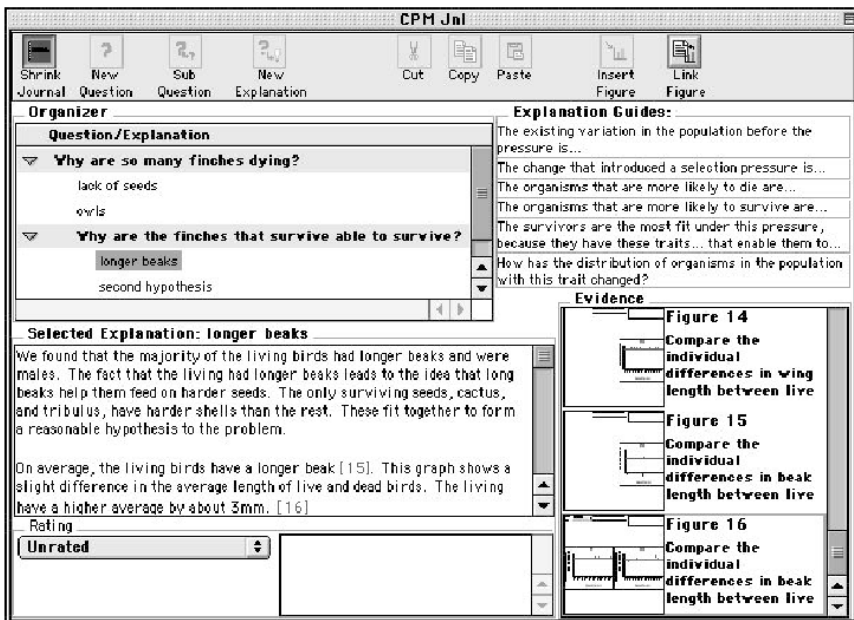 CPM Jnl
Shrink Journal
New Question
Sub Question
New Explanation
Cut
Copy
Paste
Insert Figure
Link Figure
Organizer
Question/Explanation
Why are so many finches dying?
lack of seeds
owls
Why are the finches that survive able to survive?
longer beaks
second hypothesis
Explanation Guides:
The existing variation in the population before the
pressure is...
The change that introduced a selection pressure is...
The organisms that are more likely to die are...
The organisms that are more likely to survive are...
The survivors are the most fit under this pressure,
because they have these traits... that enable them to...
How has the distribution of organisms in the population
with this trait changed?
Selected Explanation: longer beaks
We found that the majority of the living birds had longer beaks and were
males. The fact that the living had longer beaks leads to the idea that long
beaks help them feed on harder seeds. The only surviving seeds, cactus,
and tribulus, have harder shells than the rest. These fit together to form
a reasonable hypothesis to the problem.
On average, the living birds have a longer beak [15]. This graph shows a
slight difference in the average length of live and dead birds. The living
have a higher average by about 3mm. [16]
Rating
Unrated
Evidence
Figure 14
Compare the
individual
differences in wing
length between live
Figure 15
Compare the
individual
differences in beak
length between live
Figure 16
Compare the
individual
differences in beak
length between live